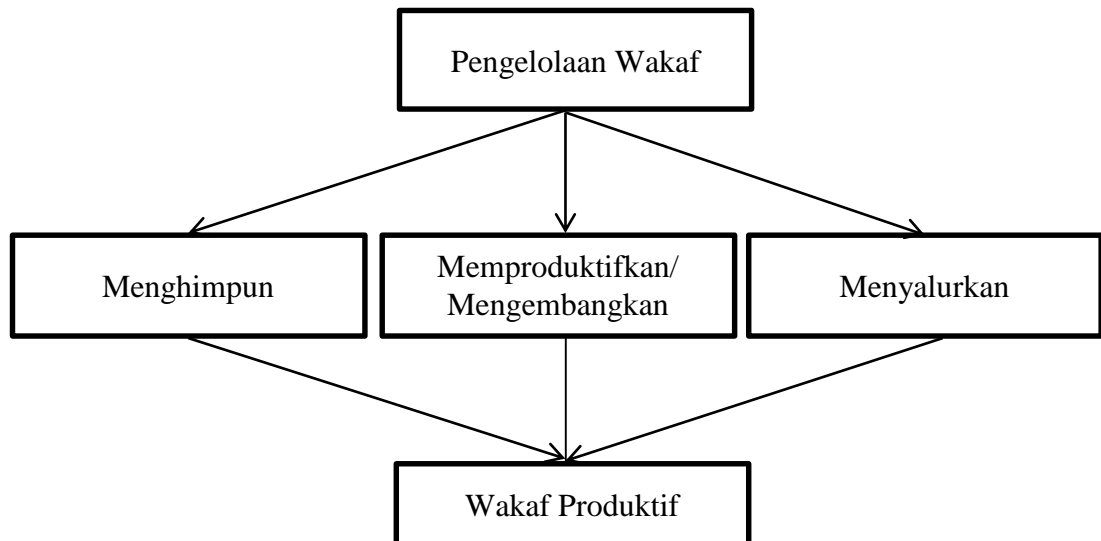 Pengelolaan Wakaf
Menghimpun
Memproduktifkan/
Mengembangkan
Menyalurkan
Wakaf Produktif